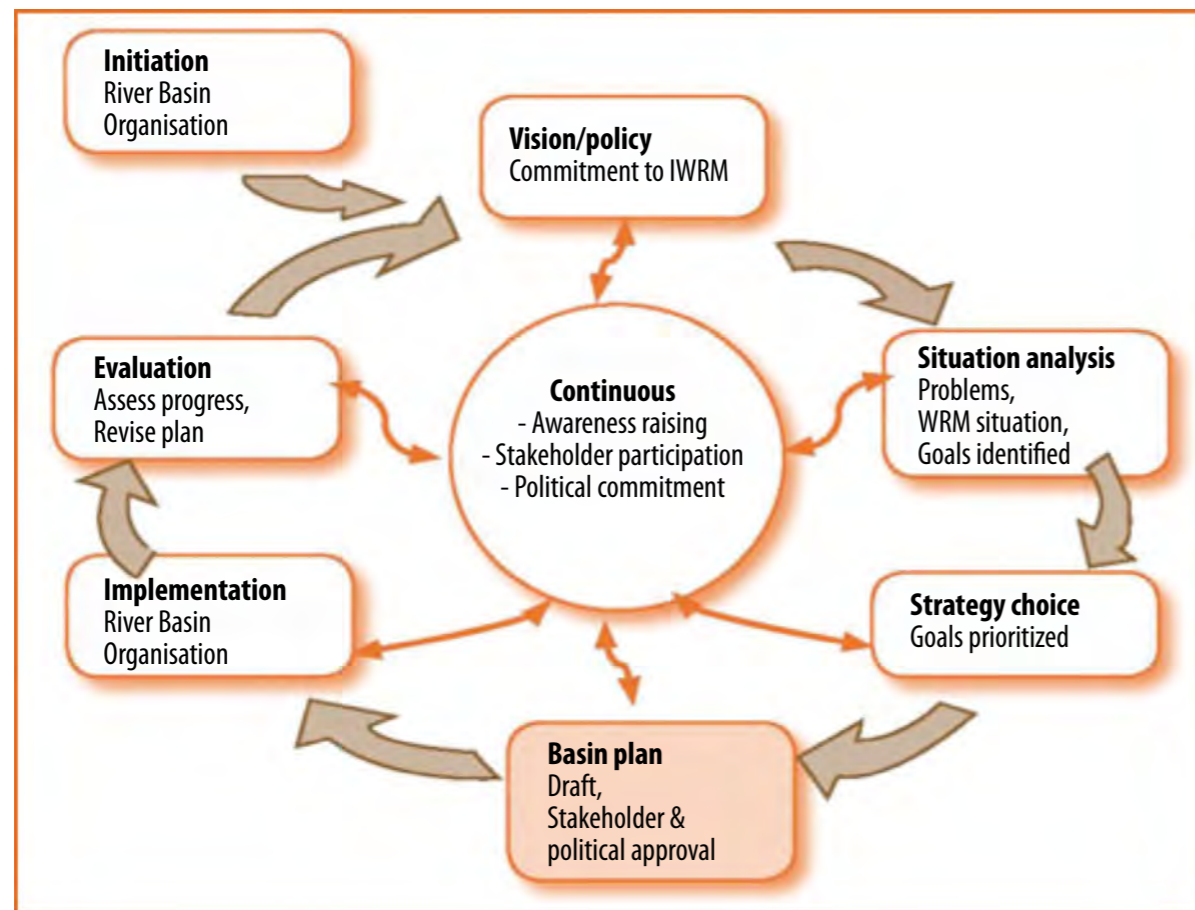 Initiation
River Basin
Organisation
Vision/policy
Commitment to IWRM
Situation analysis
Problems,
WRM situation,
Goals identified
Strategy choice
Goals prioritized
Basin plan
Draft,
Stakeholder &
political approval
Implementation
River Basin
Organisation
Evaluation
Assess progress,
Revise plan
Continuous
- Awareness raising
- Stakeholder participation
- Political commitment